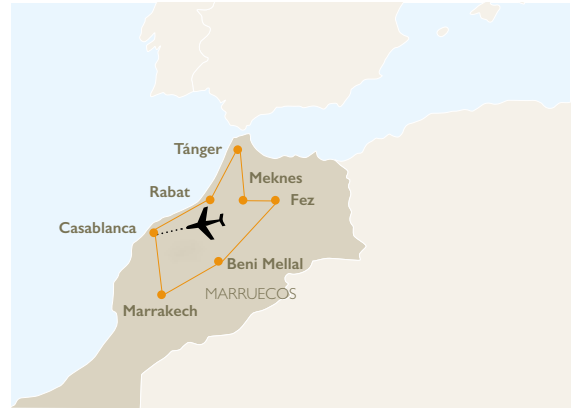 Tánger
Meknes
Rabat
Fez
Casablanca
Beni Mellal
MARRUECOS
Marrakech